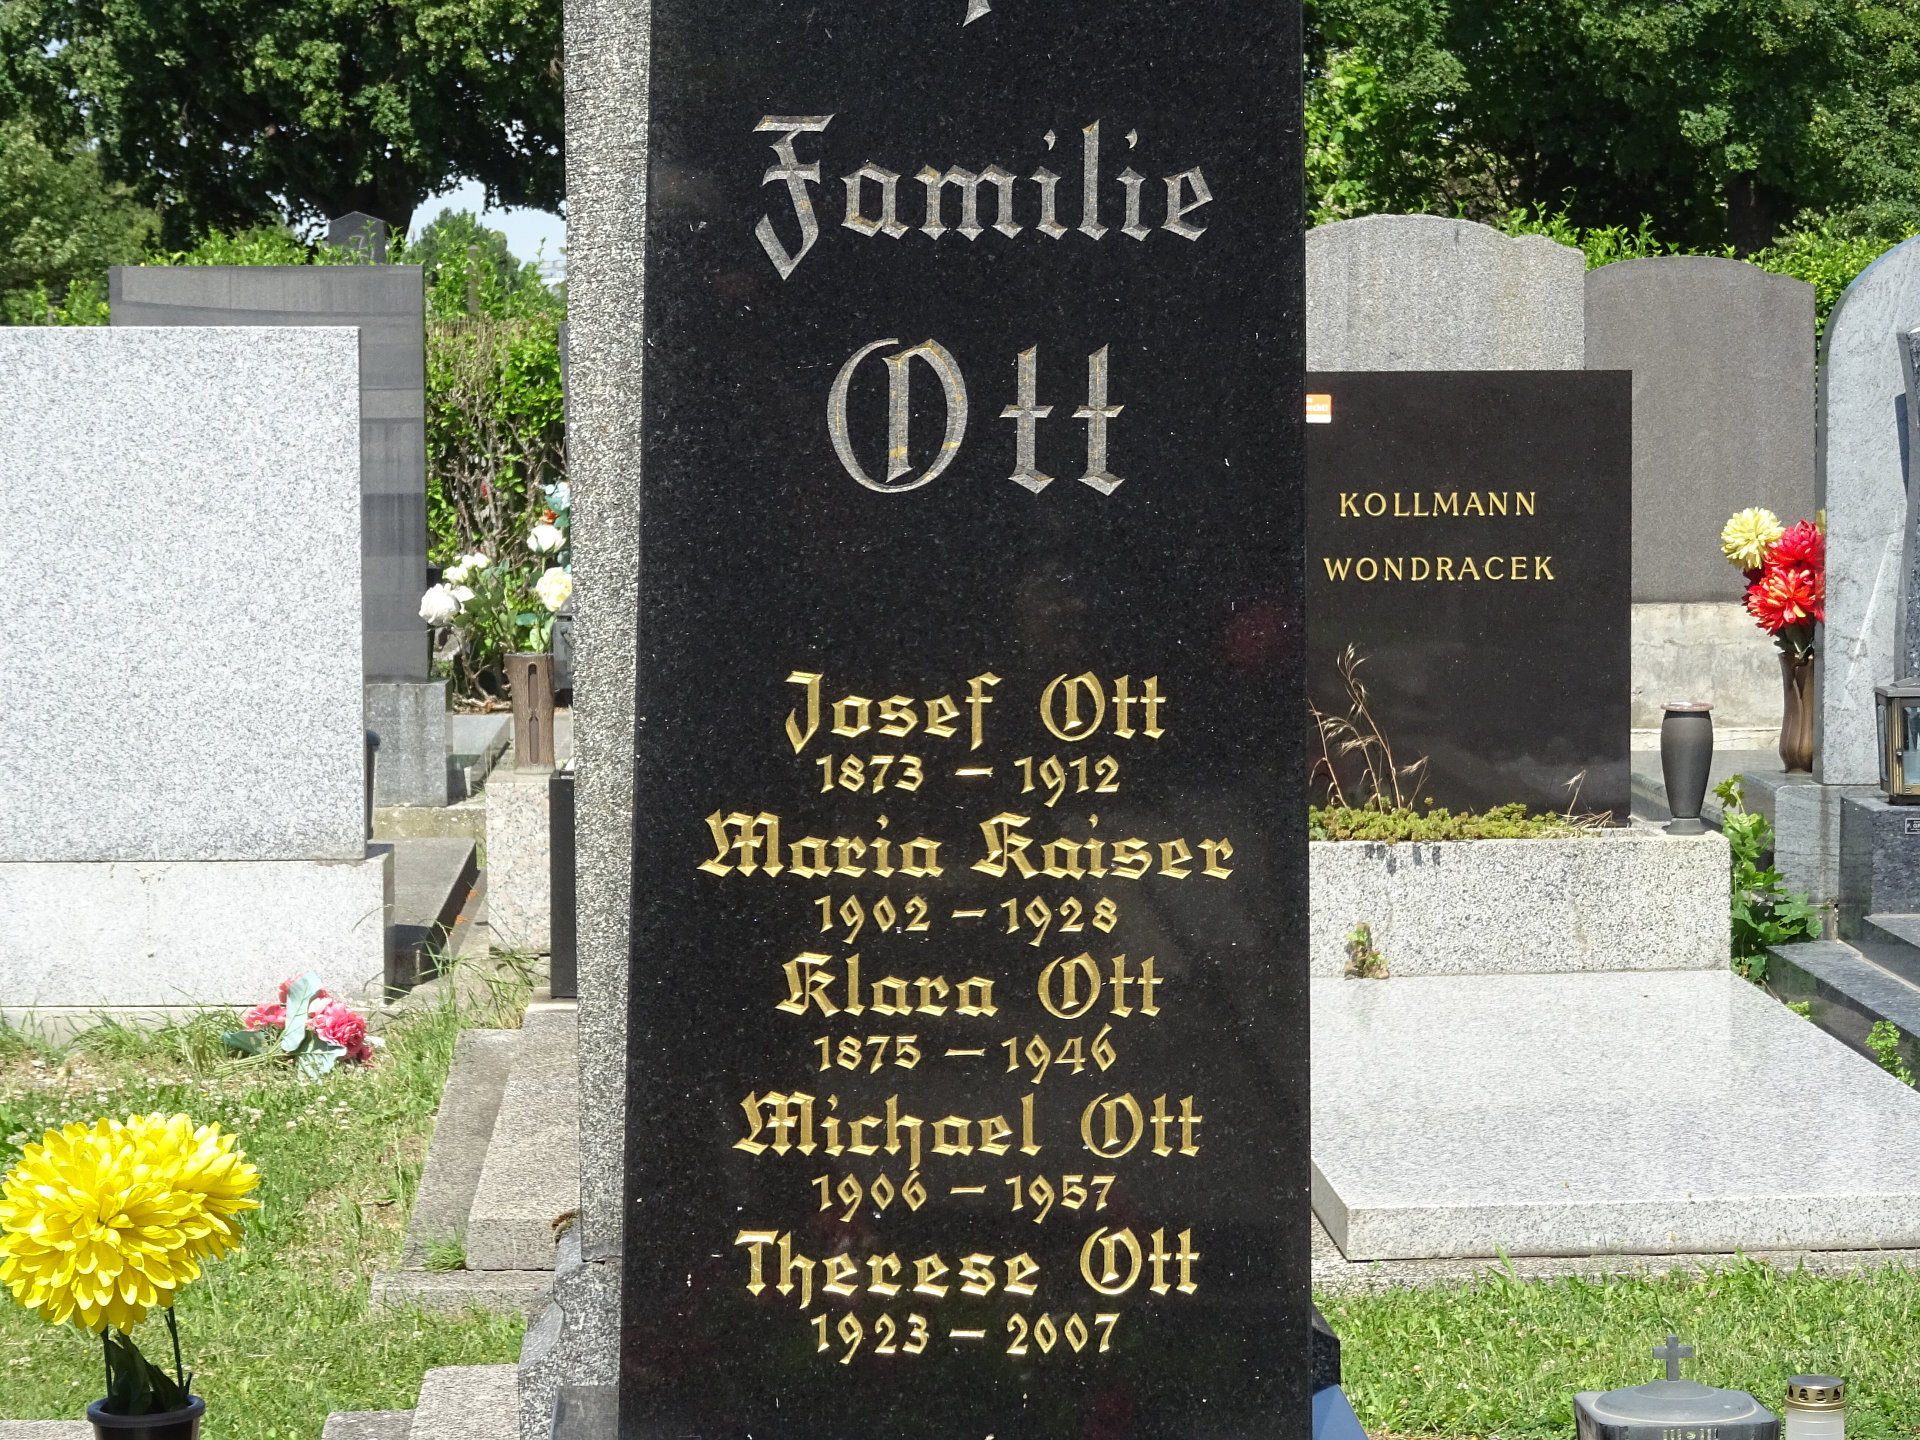 Familie
Ott
Josef Ott
1873 – 1912
Maria Kaiser
1902 – 1928
Klara Ott
1875 – 1946
Michael Ott
1906 – 1957
Therese Ott
1923 – 2007
KOLLMANN
WONDRACEK